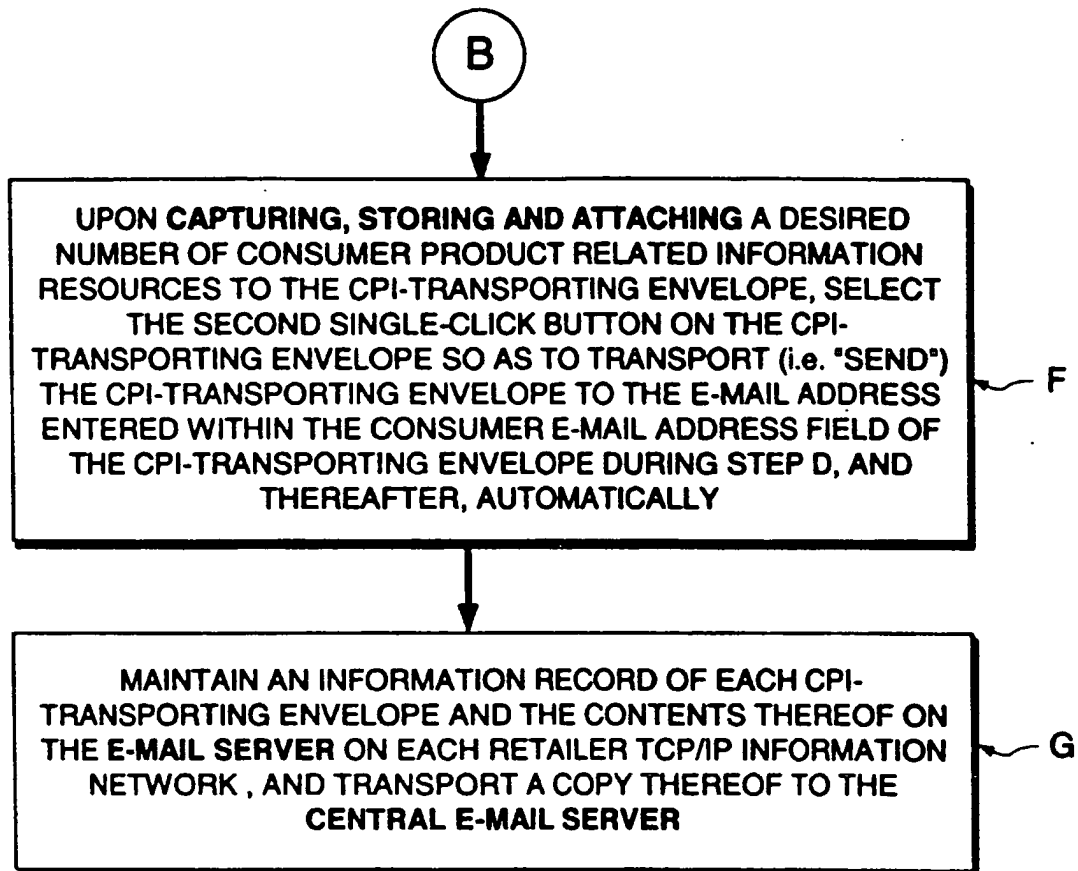 B
UPON CAPTURING, STORING AND ATTACHING A DESIRED
NUMBER OF CONSUMER PRODUCT RELATED INFORMATION
RESOURCES TO THE CPI-TRANSPORTING ENVELOPE, SELECT
THE SECOND SINGLE-CLICK BUTTON ON THE CPI-
TRANSPORTING ENVELOPE SO AS TO TRANSPORT (i.e. "SEND")
THE CPI-TRANSPORTING ENVELOPE TO THE E-MAIL ADDRESS
ENTERED WITHIN THE CONSUMER E-MAIL ADDRESS FIELD OF
THE CPI-TRANSPORTING ENVELOPE DURING STEP D, AND
THEREAFTER, AUTOMATICALLY
F
MAINTAIN AN INFORMATION RECORD OF EACH CPI-
TRANSPORTING ENVELOPE AND THE CONTENTS THEREOF ON
THE E-MAIL SERVER ON EACH RETAILER TCP/IP INFORMATION
NETWORK , AND TRANSPORT A COPY THEREOF TO THE
CENTRAL E-MAIL SERVER
G